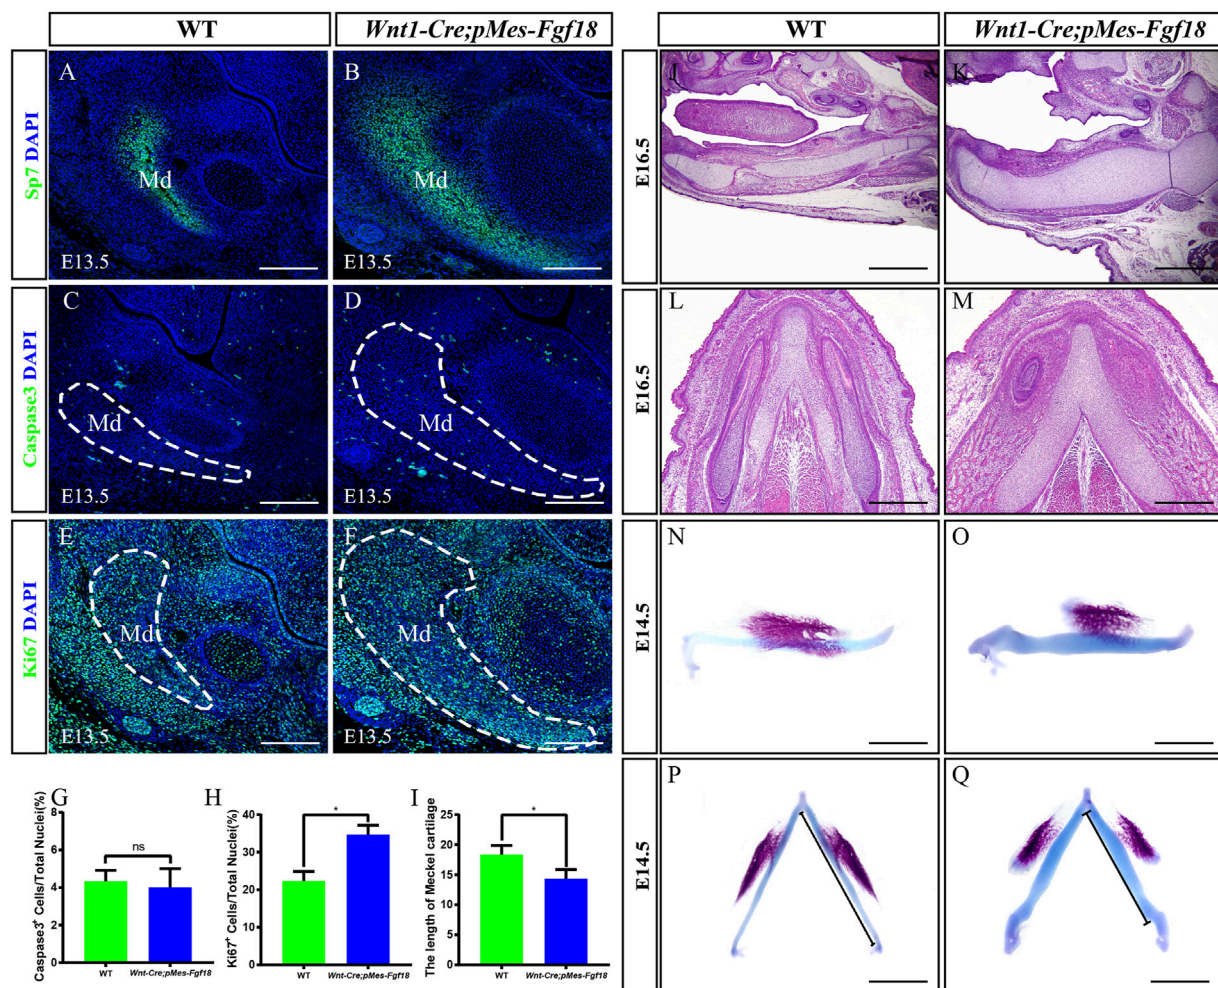 WT
Wnt1-Cre;pMes-Fgf18
Sp7 DAPI
A
Md
E13.5
B
Md
E13.5
Caspase3 DAPI
C
Md
E13.5
D
Md
E13.5
Ki67 DAPI
E
Md
E13.5
F
Md
E13.5
G
Caspase3+ Cells/Total Nuclei(%)
8
6
4
2
0
ns
WT
Wnt-Cre;pMes-Fgf18
H
Ki67+ Cells/Total Nuclei(%)
40
30
20
10
0
*
WT
Wnt-Cre;pMes-Fgf18
I
The length of Meckel cartilage
25
20
15
10
5
0
*
WT
Wnt-Cre;pMes-Fgf18
WT
Wnt1-Cre;pMes-Fgf18
E16.5
J
K
E16.5
L
M
E14.5
N
O
E14.5
P
Q